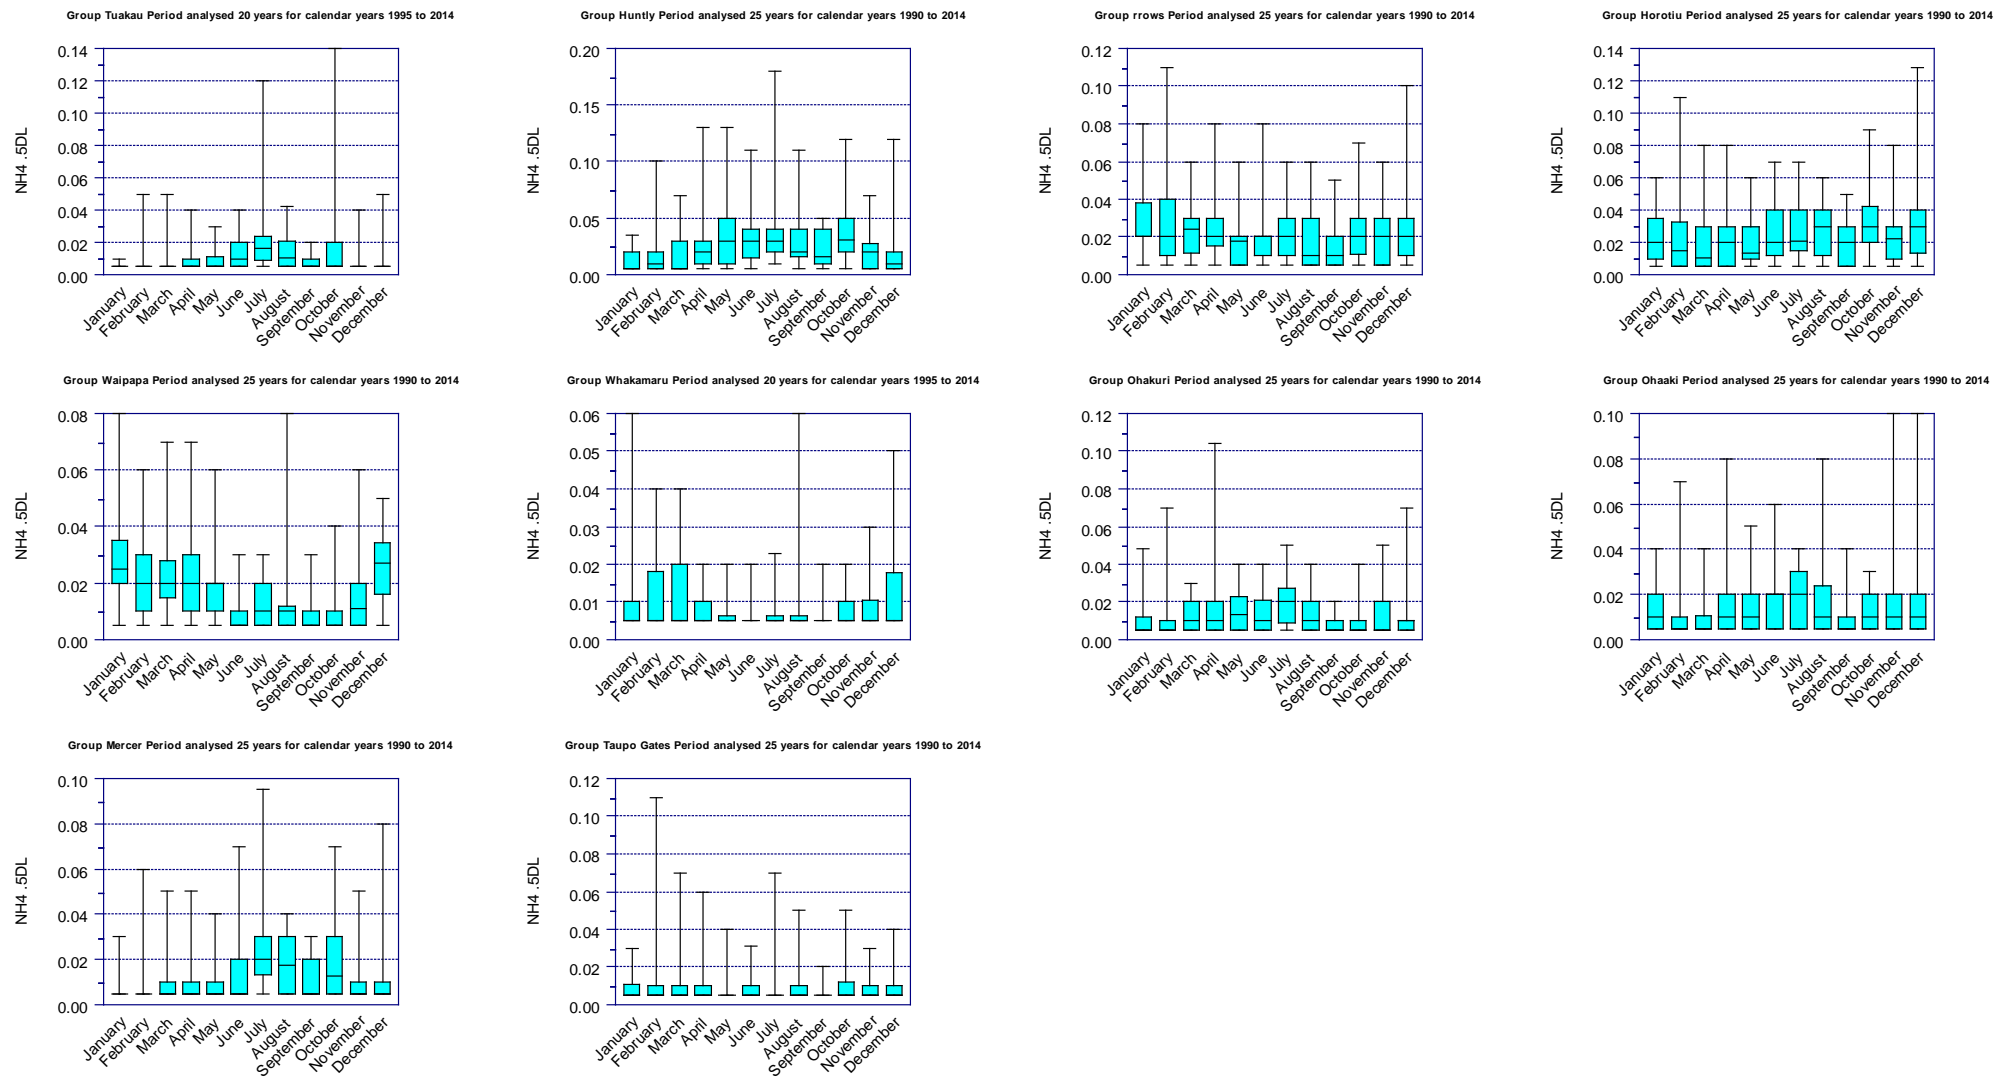 Group Tuakau Period analysed 20 years for calendar years 1995 to 2014
NH4 .5DL
0.14
0.12
0.10
0.08
0.06
0.04
0.02
0.00
January
February
March
April
May
June
July
August
September
October
November
December
Group Huntly Period analysed 25 years for calendar years 1990 to 2014
NH4 .5DL
0.20
0.15
0.10
0.05
0.00
January
February
March
April
May
June
July
August
September
October
November
December
Group rrows Period analysed 25 years for calendar years 1990 to 2014
NH4 .5DL
0.12
0.10
0.08
0.06
0.04
0.02
0.00
January
February
March
April
May
June
July
August
September
October
November
December
Group Horotiu Period analysed 25 years for calendar years 1990 to 2014
NH4 .5DL
0.14
0.12
0.10
0.08
0.06
0.04
0.02
0.00
January
February
March
April
May
June
July
August
September
October
November
December
Group Waipapa Period analysed 25 years for calendar years 1990 to 2014
NH4 .5DL
0.08
0.06
0.04
0.02
0.00
January
February
March
April
May
June
July
August
September
October
November
December
Group Whakamaru Period analysed 20 years for calendar years 1995 to 2014
NH4 .5DL
0.06
0.05
0.04
0.03
0.02
0.01
0.00
January
February
March
April
May
June
July
August
September
October
November
December
Group Ohakuri Period analysed 25 years for calendar years 1990 to 2014
NH4 .5DL
0.12
0.10
0.08
0.06
0.04
0.02
0.00
January
February
March
April
May
June
July
August
September
October
November
December
Group Ohaaki Period analysed 25 years for calendar years 1990 to 2014
NH4 .5DL
0.10
0.08
0.06
0.04
0.02
0.00
January
February
March
April
May
June
July
August
September
October
November
December
Group Mercer Period analysed 25 years for calendar years 1990 to 2014
NH4 .5DL
0.10
0.08
0.06
0.04
0.02
0.00
January
February
March
April
May
June
July
August
September
October
November
December
Group Taupo Gates Period analysed 25 years for calendar years 1990 to 2014
NH4 .5DL
0.12
0.10
0.08
0.06
0.04
0.02
0.00
January
February
March
April
May
June
July
August
September
October
November
December